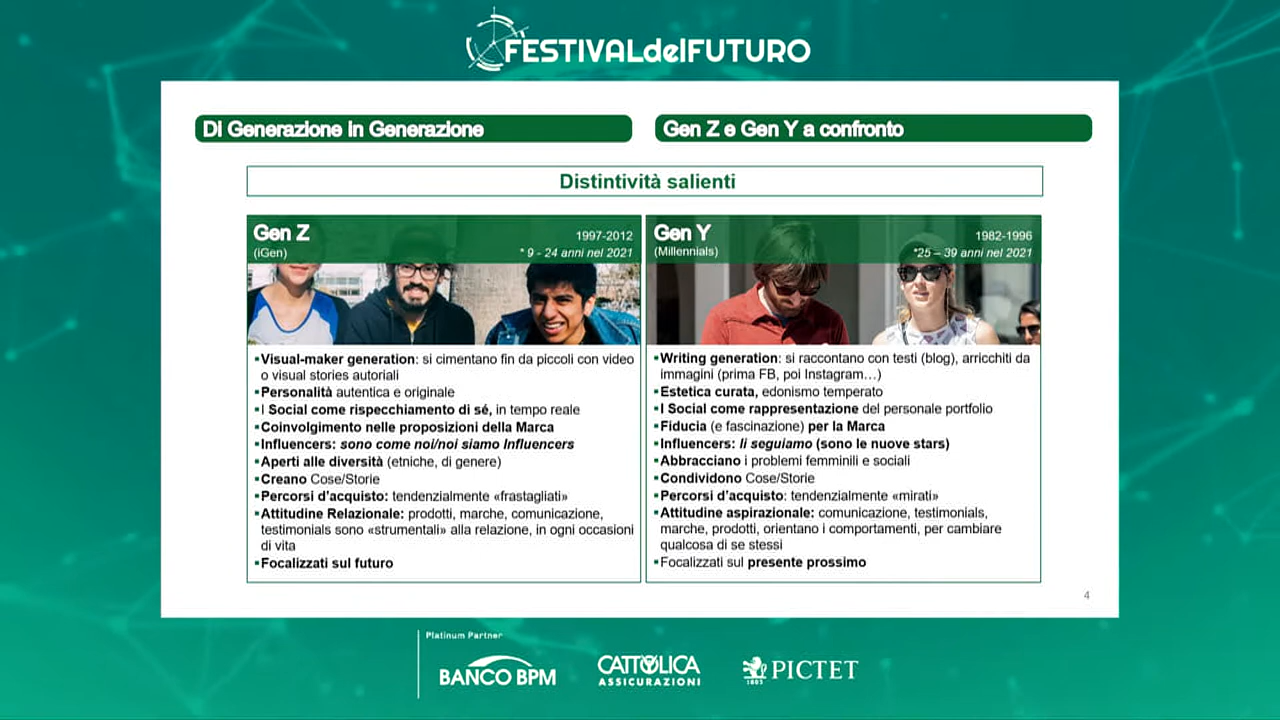 FESTIVALdelFUTURO
Di Generazione in Generazione
Gen Z e Gen Y a confronto
Distintività salienti
Gen Z
1997-2012
(iGen)
* 9 - 24 anni nel 2021
▪Visual-maker generation: si cimentano fin da piccoli con video
o visual stories autoriali
▪Personalità autentica e originale
▪I Social come rispecchiamento di sé, in tempo reale
▪Coinvolgimento nelle proposizioni della Marca
▪Influencers: sono come noi/noi siamo Influencers
▪Aperti alle diversità (etniche, di genere)
▪Creano Cose/Storie
▪Percorsi d'acquisto: tendenzialmente «frastagliati»
▪Attitudine Relazionale: prodotti, marche, comunicazione,
testimonials sono «strumentali» alla relazione, in ogni occasioni
di vita
▪Focalizzati sul futuro
Gen Y
1982-1996
(Millennials)
*25 – 39 anni nel 2021
▪Writing generation: si raccontano con testi (blog), arricchiti da
immagini (prima FB, poi Instagram…)
▪Estetica curata, edonismo temperato
▪I Social come rappresentazione del personale portfolio
▪Fiducia (e fascinazione) per la Marca
▪Influencers: li seguiamo (sono le nuove stars)
▪Abbracciano i problemi femminili e sociali
▪Condividono Cose/Storie
▪Percorsi d'acquisto: tendenzialmente «mirati»
▪Attitudine aspirazionale: comunicazione, testimonials,
marche, prodotti, orientano i comportamenti, per cambiare
qualcosa di se stessi
▪Focalizzati sul presente prossimo
4
Platinum Partner
BANCO BPM
CATTOLICA
ASSICURAZIONI
PICTET
1805